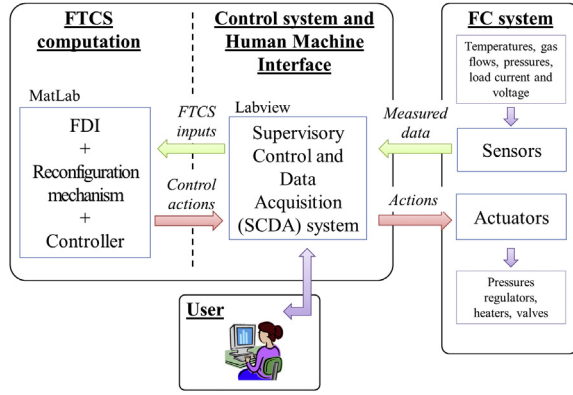 FTCS
computation
MatLab
FDI
+
Reconfiguration
mechanism
+
Controller
Control system and
Human Machine
Interface
FTCS
inputs
Control
actions
Labview
Supervisory
Control and
Data
Acquisition
(SCDA) system
Measured
data
Actions
FC system
Temperatures, gas
flows, pressures,
load current and
voltage
Sensors
Actuators
Pressures
regulators,
heaters, valves
User